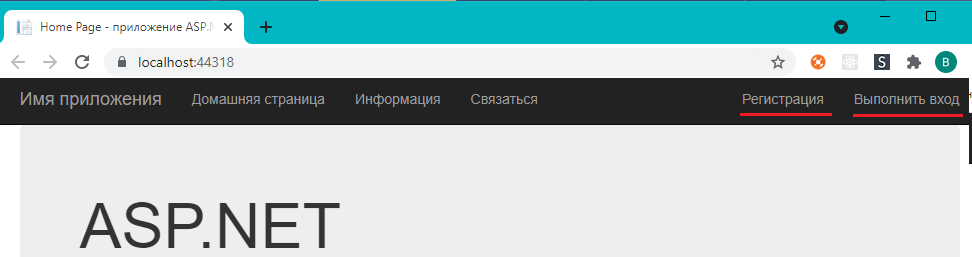 Home Page - приложение ASP.N
localhost:44318
S
B
Имя приложения Домашняя страница Информация Связаться Регистрация Выполнить вход
ASP.NET